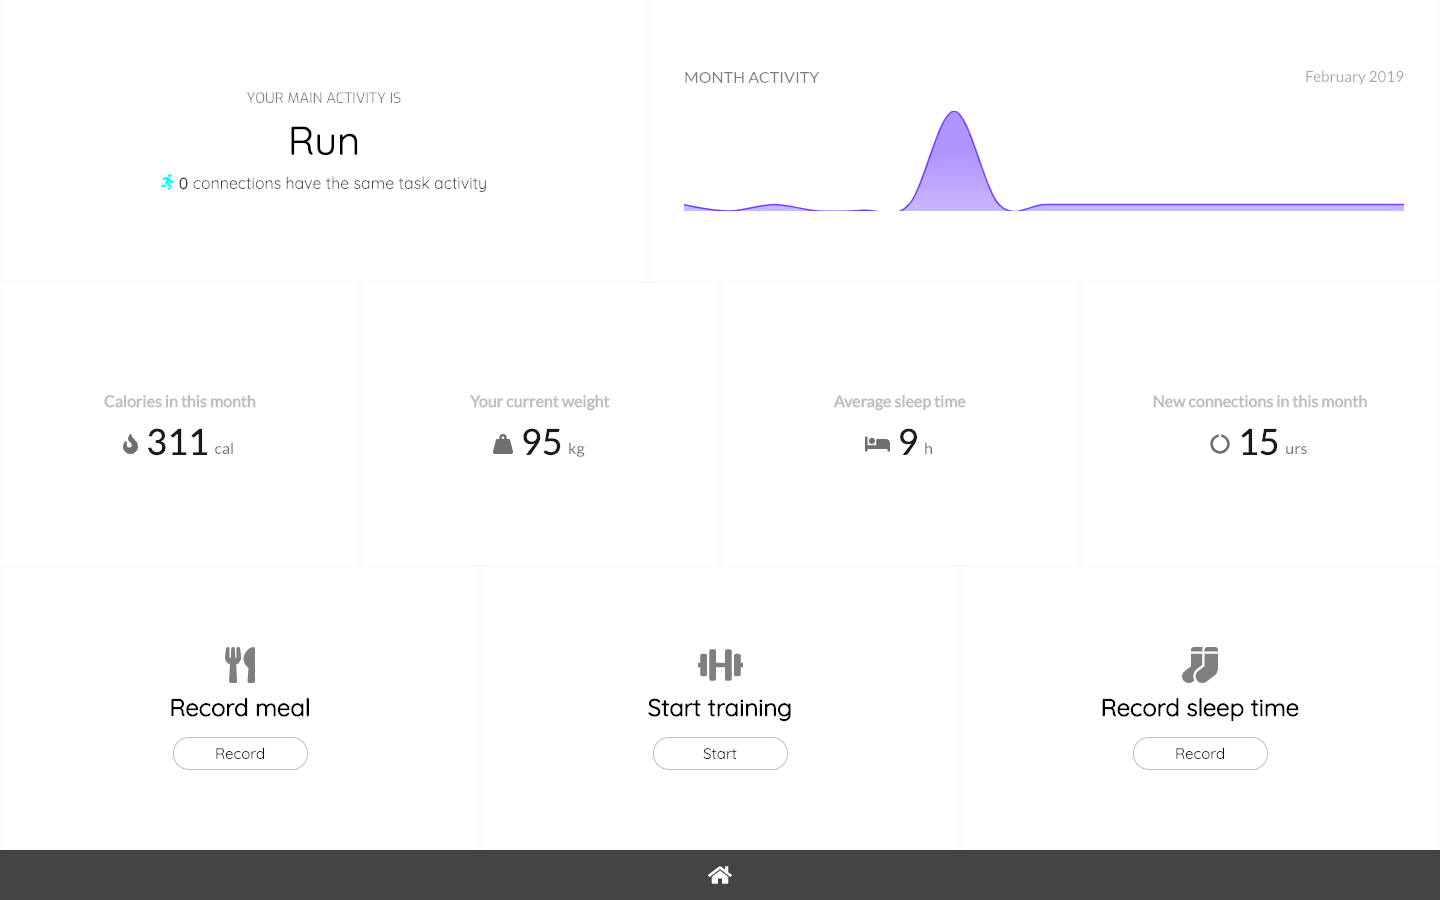 YOUR MAIN ACTIVITY IS
Run
0 connections have the same task activity
MONTH ACTIVITY
February 2019
Calories in this month
311 cal
Your current weight
95 kg
Average sleep time
9 h
New connections in this month
15 urs
Record meal
Record
Start training
Start
Record sleep time
Record